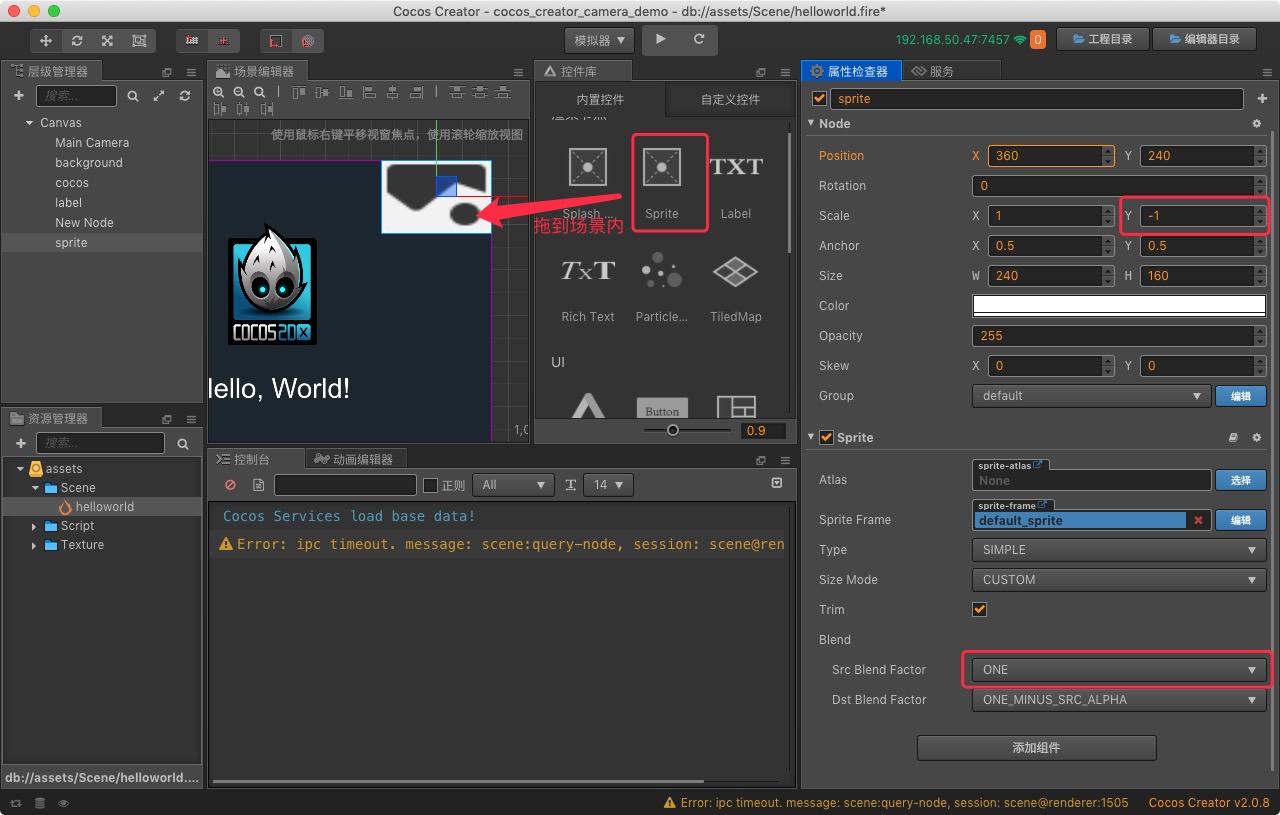 Cocos Creator - cocos_creator_camera_demo - db://assets/Scene/helloworld.fire*
模拟器
192.168.50.47:7457
0
工程目录
编辑器目录
层级管理器
搜索...
Canvas
Main Camera
background
cocos
label
New Node
sprite
场景编辑器
使用鼠标右键平移视窗焦点，使用滚轮缩放视图
COCOS2DX
ello, World!
1,0
控件库
内置控件
自定义控件
渲染节点
Splash ...
Sprite
TXT
Label
拖到场景内
TXT
Rich Text
Particle...
TiledMap
UI
Button
0.9
资源管理器
搜索...
assets
Scene
helloworld
Script
Texture
db://assets/Scene/helloworld....
控制台
动画编辑器
正则
All
14
Cocos Services load base data!
Error: ipc timeout. message: scene:query-node, session: scene@ren
属性检查器
服务
sprite
Node
Position X 360 Y 240
Rotation 0
Scale X 1 Y -1
Anchor X 0.5 Y 0.5
Size W 240 H 160
Color
Opacity 255
Skew X 0 Y 0
Group default 编辑
Sprite
sprite-atlas
Atlas None 选择
sprite-frame
Sprite Frame default_sprite 编辑
Type SIMPLE
Size Mode CUSTOM
Trim
Blend
Src Blend Factor ONE
Dst Blend Factor ONE_MINUS_SRC_ALPHA
添加组件
Error: ipc timeout. message: scene:query-node, session: scene@renderer:1505
Cocos Creator v2.0.8